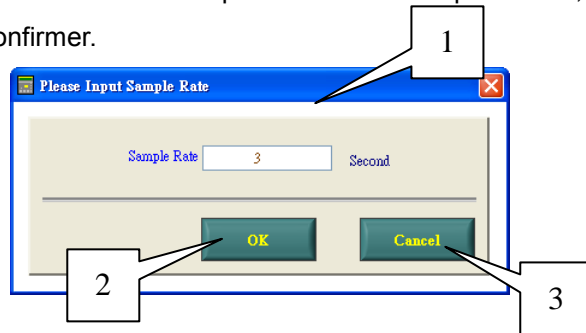 onfirmer.
1
Please Input Sample Rate
Sample Rate 3 Second
OK Cancel
2
3